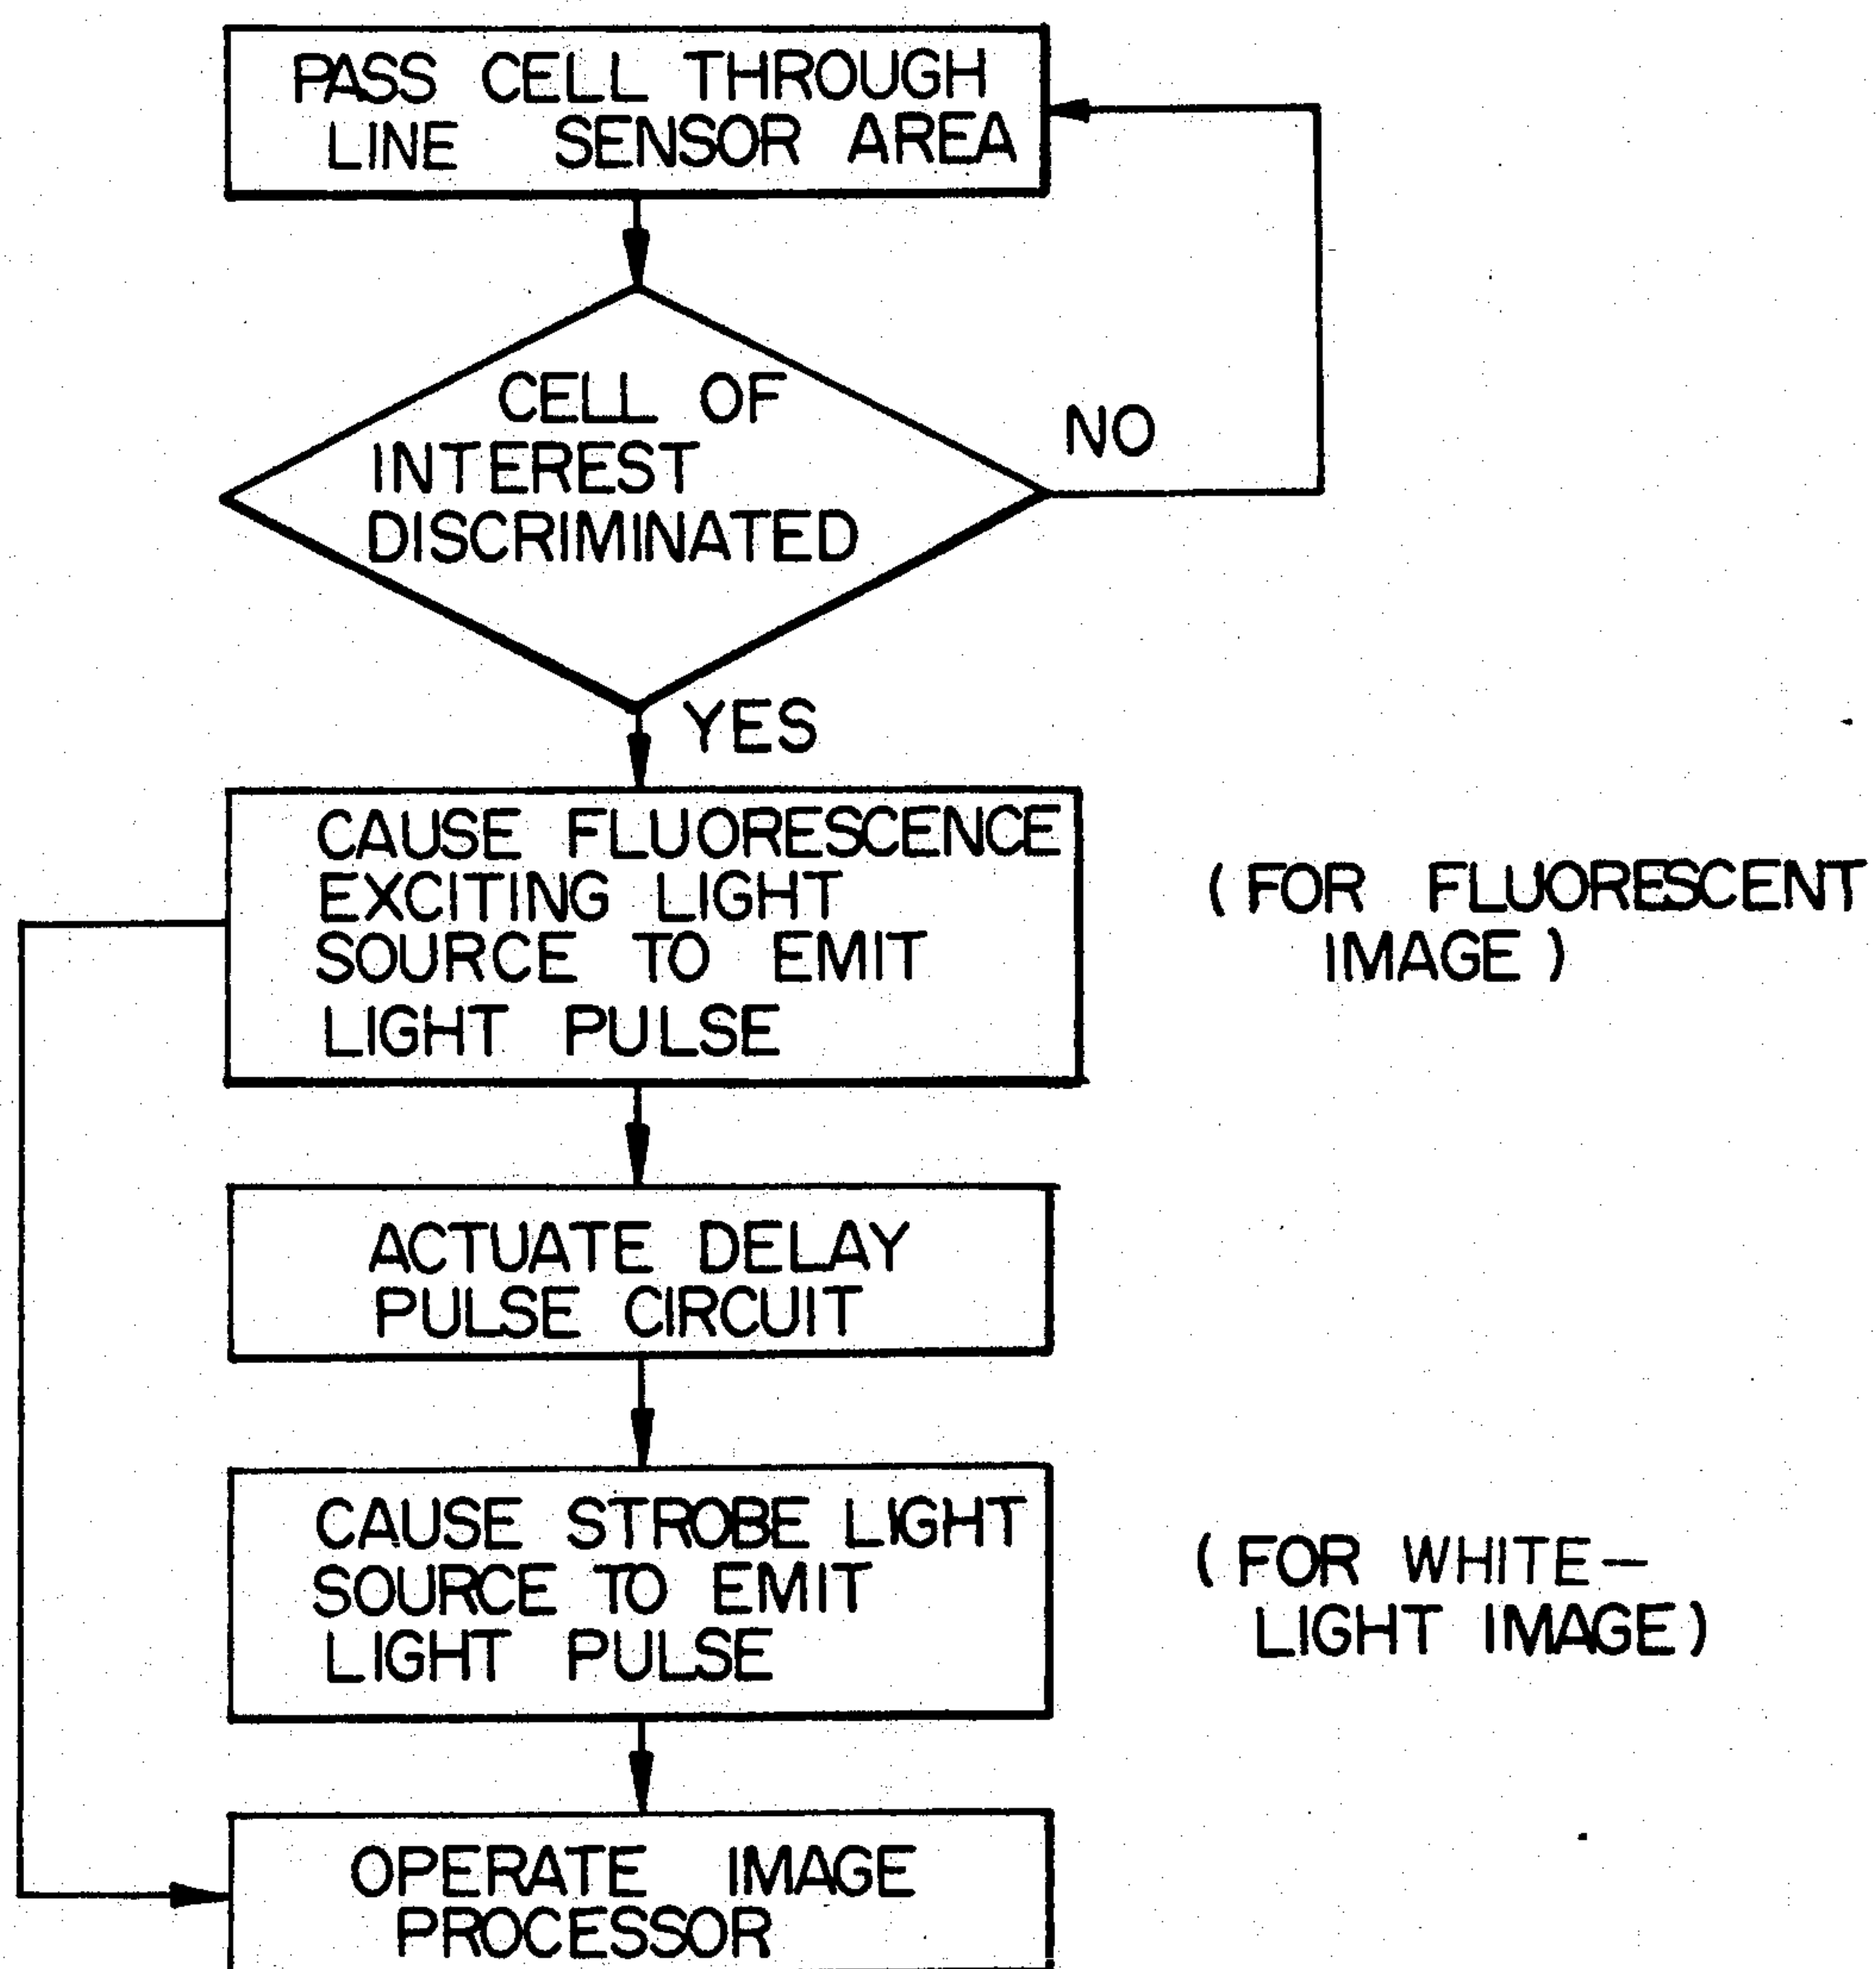 PASS CELL THROUGH
LINE SENSOR AREA
CELL OF
INTEREST
DISCRIMINATED
NO
YES
CAUSE FLUORESCENCE
EXCITING LIGHT
SOURCE TO EMIT
LIGHT PULSE
(FOR FLUORESCENT
IMAGE)
ACTUATE DELAY
PULSE CIRCUIT
CAUSE STROBE LIGHT
SOURCE TO EMIT
LIGHT PULSE
(FOR WHITE—
LIGHT IMAGE)
OPERATE IMAGE
PROCESSOR